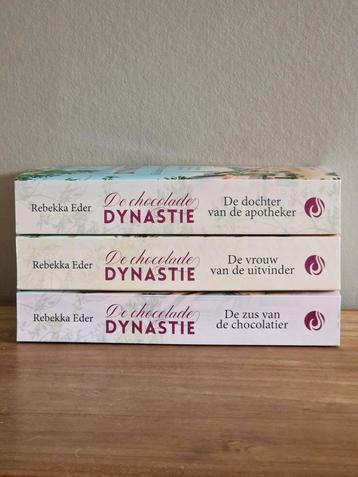 Rebekka Eder
De chocolade
DYNASTIE
De dochter
van de apotheker
Rebekka Eder
De chocolade
DYNASTIE
De vrouw
van de uitvinder
Rebekka Eder
De chocolade
DYNASTIE
De zus van
de chocolatier